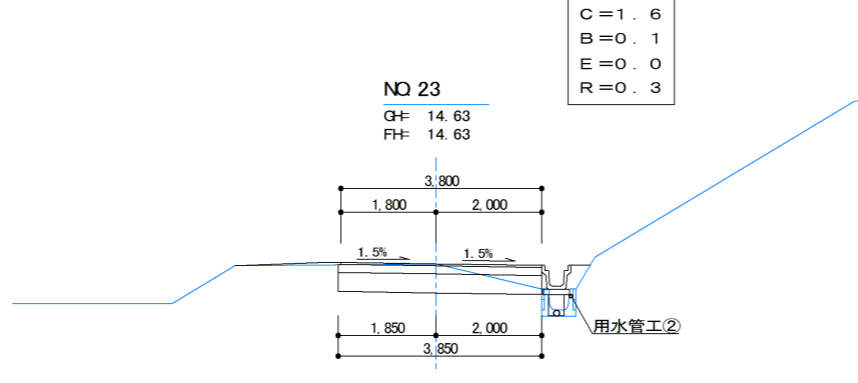 C=1.6
B=0.1
E=0.0
R=0.3
NO.23
GH= 14.63
FH= 14.63
3,800
1,800 2,000
1.5% 1.5%
用水管工②
1,850 2,000
3,850